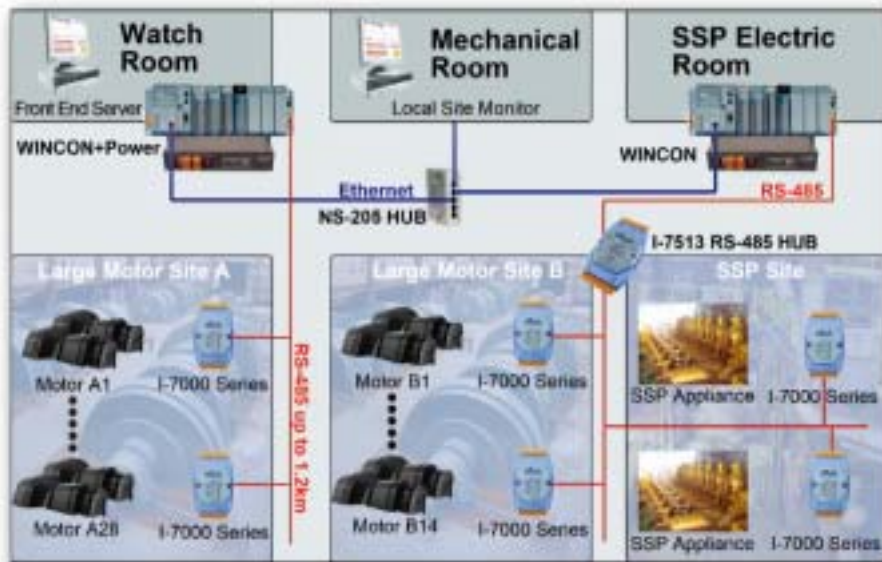 Watch
Room
Front End Server
WINCON+Power
Mechanical
Room
Local Site Monitor
SSP Electric
Room
WINCON
Ethernet
NS-205 HUB
RS-485
I-7513 RS-485 HUB
Large Motor Site A
Motor A1
I-7000 Series
Motor A28
I-7000 Series
RS-485 up to 1.2km
Large Motor Site B
Motor B1
I-7000 Series
Motor B14
I-7000 Series
SSP Site
SSP Appliance
I-7000 Series
SSP Appliance
I-7000 Series